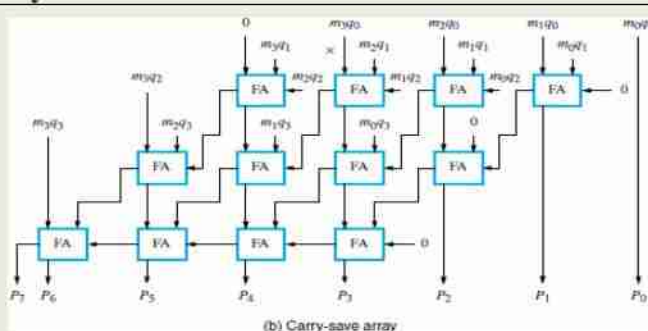 0 m3q0 m2q0 m1q0 m0q0
m3q1 × m2q1 m1q1 m0q1
m3q2 FA m2q2 FA m1q2 FA m0q2 FA 0
m3q3 m2q3 m1q3 m0q3 0
FA FA FA FA
FA FA FA FA 0
P7 P6 P5 P4 P3 P2 P1 P0
(b) Carry-save array